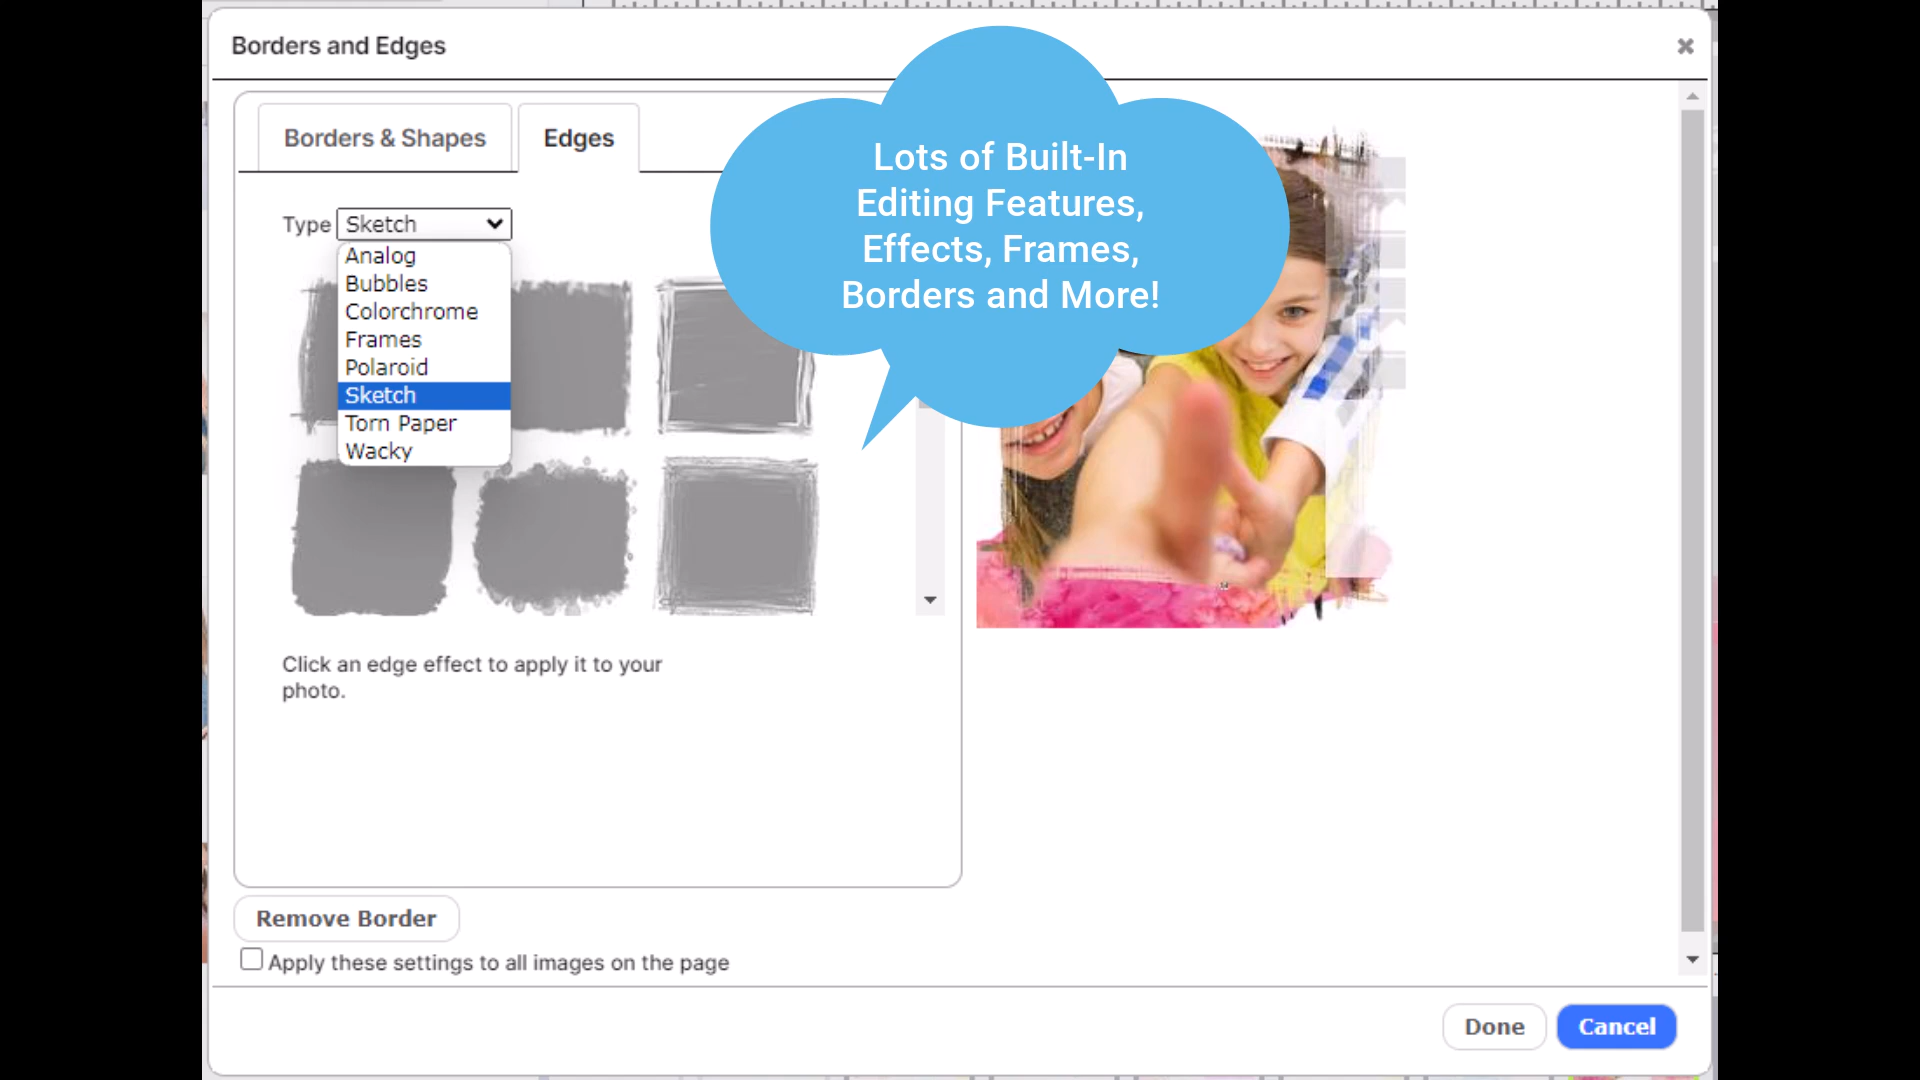 Borders and Edges
Borders & Shapes
Edges
Lots of Built-In
Editing Features,
Effects, Frames,
Borders and More!
Type Sketch
Analog
Bubbles
Colorchrome
Frames
Polaroid
Sketch
Torn Paper
Wacky
Click an edge effect to apply it to your
photo.
Remove Border
Apply these settings to all images on the page
Done
Cancel